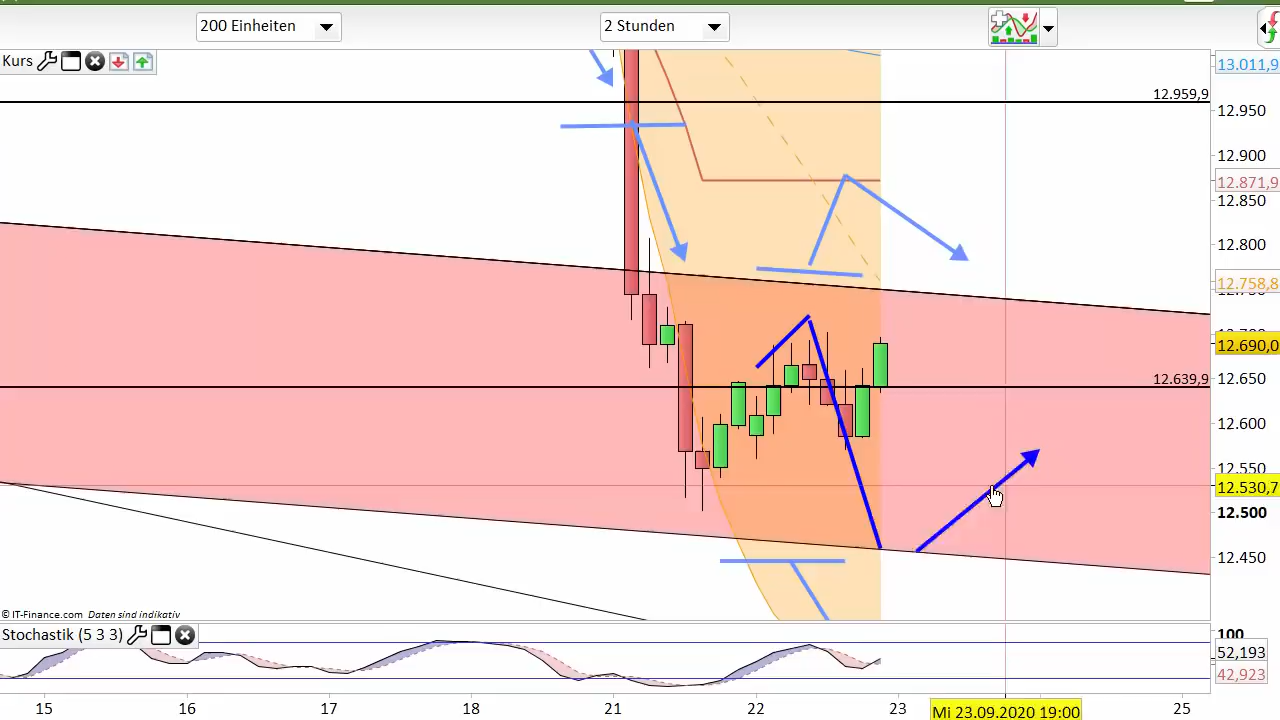 200 Einheiten
2 Stunden
Kurs
13.011,9
12.959,9
12.950
12.900
12.871,9
12.850
12.800
12.758,8
12.690,0
12.639,9
12.650
12.600
12.550
12.530,7
12.500
12.450
© IT-Finance.com Daten sind indikativ
Stochastik (5 3 3)
100
52,193
42,923
15 16 17 18 21 22 23 25
Mi 23.09.2020 19:00